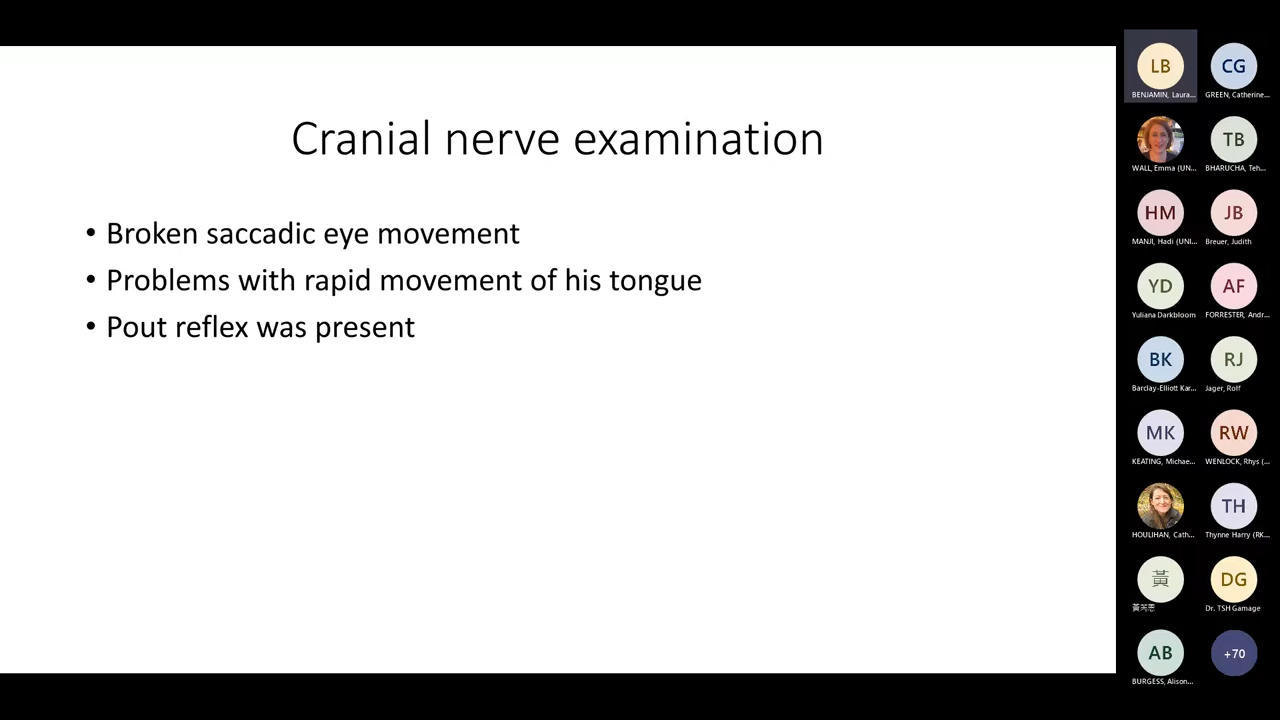 Cranial nerve examination
• Broken saccadic eye movement
• Problems with rapid movement of his tongue
• Pout reflex was present
LB
BENJAMIN, Laura...
CG
GREEN, Catherine...
WALL, Emma (UN...
TB
BHARUCHA, Teh...
HM
MANJI, Hadi (UNI...
JB
Breuer, Judith
YD
Yuliana Darkbloom
AF
FORRESTER, Andr...
BK
Barclay-Elliott Kar...
RJ
Jager, Rolf
MK
KEATING, Michae...
RW
WENLOCK, Rhys (...
HOULIHAN, Cath...
TH
Thynne Harry (RK...
黃
DG
Dr. TSH Gamage
AB
BURGESS, Alison...
+70